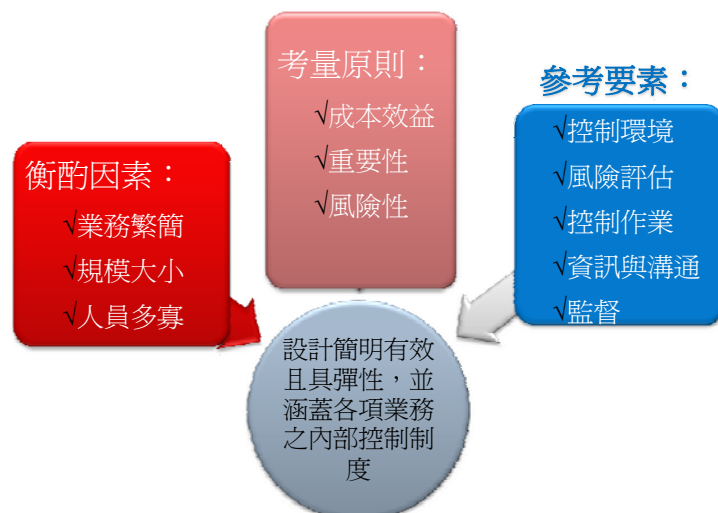 衡酌因素：
√業務繁簡
√規模大小
√人員多寡
考量原則：
√成本效益
√重要性
√風險性
參考要素：
√控制環境
√風險評估
√控制作業
√資訊與溝通
√監督
設計簡明有效
且具彈性，並
涵蓋各項業務
之內部控制制
度